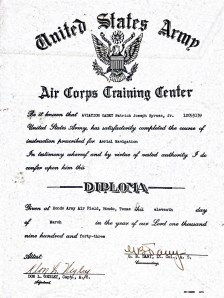 United States Army
Air Corps Training Center
Be it known that AVIATION CADET Patrick Joseph Byrnes, Jr.
United States Army, has satisfactorily completed the course of
instruction prescribed for Aerial Navigation
In testimony whereof and by virtue of vested authority I do
confer upon him this
DIPLOMA
Given at Hondo Army Air Field, Hondo, Texas this eleventh day
of March in the year of our Lord one thousand
nine hundred and forty-three
Attest:
Commanding.
Adjutant.